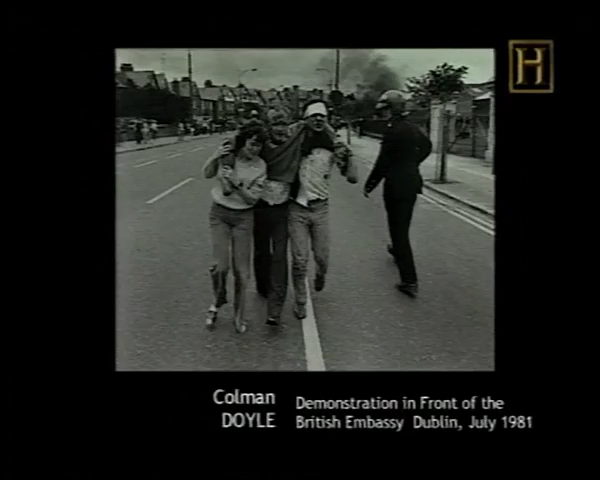 H
Colman
DOYLE
Demonstration in Front of the
British Embassy Dublin, July 1981